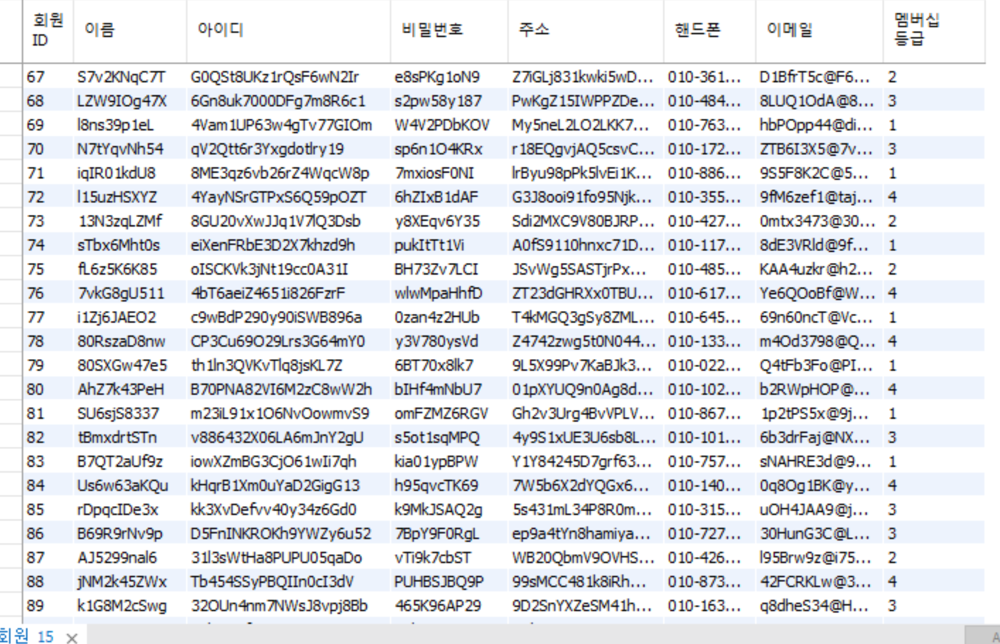 회원 ID 이름 아이디 비밀번호 주소 핸드폰 이메일 멤버십 등급
67 S7v2KNqC7T G0QSt8UKz1rQsF6wN2Ir e8sPKg1oN9 Z7iGLj831kwki5wD... 010-361... D1BfrT5c@F6... 2
68 LZW9IOg47X 6Gn8uk7000DFg7m8R6c1 s2pw58y187 PwKgZ15IWPPZDe... 010-484... 8LUQ1OdA@8... 3
69 l8ns39p1eL 4Vam1UP63w4gTv77GIOm W4V2PDbKOV My5neL2LO2LKK7... 010-763... hbPOpp44@di... 1
70 N7tYqvNh54 qV2Qtt6r3Yxgdotlry19 sp6n1O4KRx r18EQgvjAQ5csvC... 010-172... ZTB6I3X5@7v... 3
71 iqIR01kdU8 8ME3qz6vb26rZ4WqcW8p 7mxiosF0NI lrByu98pPk5lvEi1K... 010-886... 9S5F8K2C@5... 1
72 l15uzHSXYZ 4YayNSrGTPxS6Q59pOZT 6hZIxB1dAF G3J8ooi91fo95Njk... 010-355... 9fM6zef1@taj... 4
73 13N3zqLZMf 8GU20vXwJJq1V7lQ3Dsb y8XEqv6Y35 Sdi2MXC9V80BJRP... 010-427... 0mtx3473@30... 2
74 sTbx6Mht0s eiXenFRbE3D2X7khzd9h pukItTt1Vi A0fS9110hnxc71D... 010-117... 8dE3VRld@9f... 1
75 fL6z5K6K85 oISCKVk3jNt19cc0A31I BH73Zv7LCI JSvWg5SASTjrPx... 010-485... KAA4uzkr@h2... 2
76 7vkG8gU511 4bT6aeiZ4651i826FzrF wlwMpaHhfD ZT23dGHRXx0TBU... 010-617... Ye6QOoBf@W... 4
77 i1Zj6JAEO2 c9wBdP290y90iSWB896a 0zan4z2HUb T4kMGQ3gSy8ZML... 010-645... 69n60ncT@Vc... 1
78 80RszaD8nw CP3Cu69O29Lrs3G64mY0 y3V780ysVd Z4742zwg5t0N044... 010-133... m4Od3798@Q... 4
79 80SXGw47e5 th1ln3QVKvTlq8jsKL7Z 6BT70x8lk7 9L5X99Pv7KaBJk3... 010-022... Q4tFb3Fo@PI... 1
80 AhZ7k43PeH B70PNA82VI6M2zC8wW2h bIHf4mNbU7 01pXYUQ9n0Ag8d... 010-102... b2RWpHOP@... 4
81 SU6sjS8337 m23iL91x1O6NvOowmvS9 omFZMZ6RGV Gh2v3Urg4BvVPLV... 010-867... 1p2tPS5x@9j... 1
82 tBmxdrtSTn v886432X06LA6mJnY2gU s5ot1sqMPQ 4y9S1xUE3U6sb8L... 010-101... 6b3drFaj@NX... 3
83 B7QT2aUf9z iowXZmBG3CjO61wIi7qh kia01ypBPW Y1Y84245D7grf63... 010-757... sNAHRE3d@9... 1
84 Us6w63aKQu kHqrB1Xm0uYaD2GigG13 h95qvcTK69 7W5b6X2dYQGx6... 010-140... 0q8Og1BK@y... 4
85 rDpqcIDe3x kk3XvDefvv40y34z6Gd0 k9MkJSAQ2g 5s431mL34P8R0m... 010-315... uOH4JAA9@j... 3
86 B69R9rNv9p D5FnINKROKh9YWZy6u52 7BpY9F0RgL ep9a4tYn8hamiya... 010-727... 30HunG3C@L... 3
87 AJ5299nal6 31l3sWtHa8PUPU05qaDo vTi9k7cbST WB20QbmV9OVHS... 010-426... l95Brw9z@i75... 2
88 jNM2k45ZWx Tb454SSyPBQIIn0cI3dV PUHBSJBQ9P 99sMCC481k8iRh... 010-873... 42FCRKLw@3... 4
89 k1G8M2cSwg 32OUn4nm7NWsJ8vpj8Bb 465K96AP29 9D2SnYXZeSM41h... 010-163... q8dheS34@H... 3
회원 15